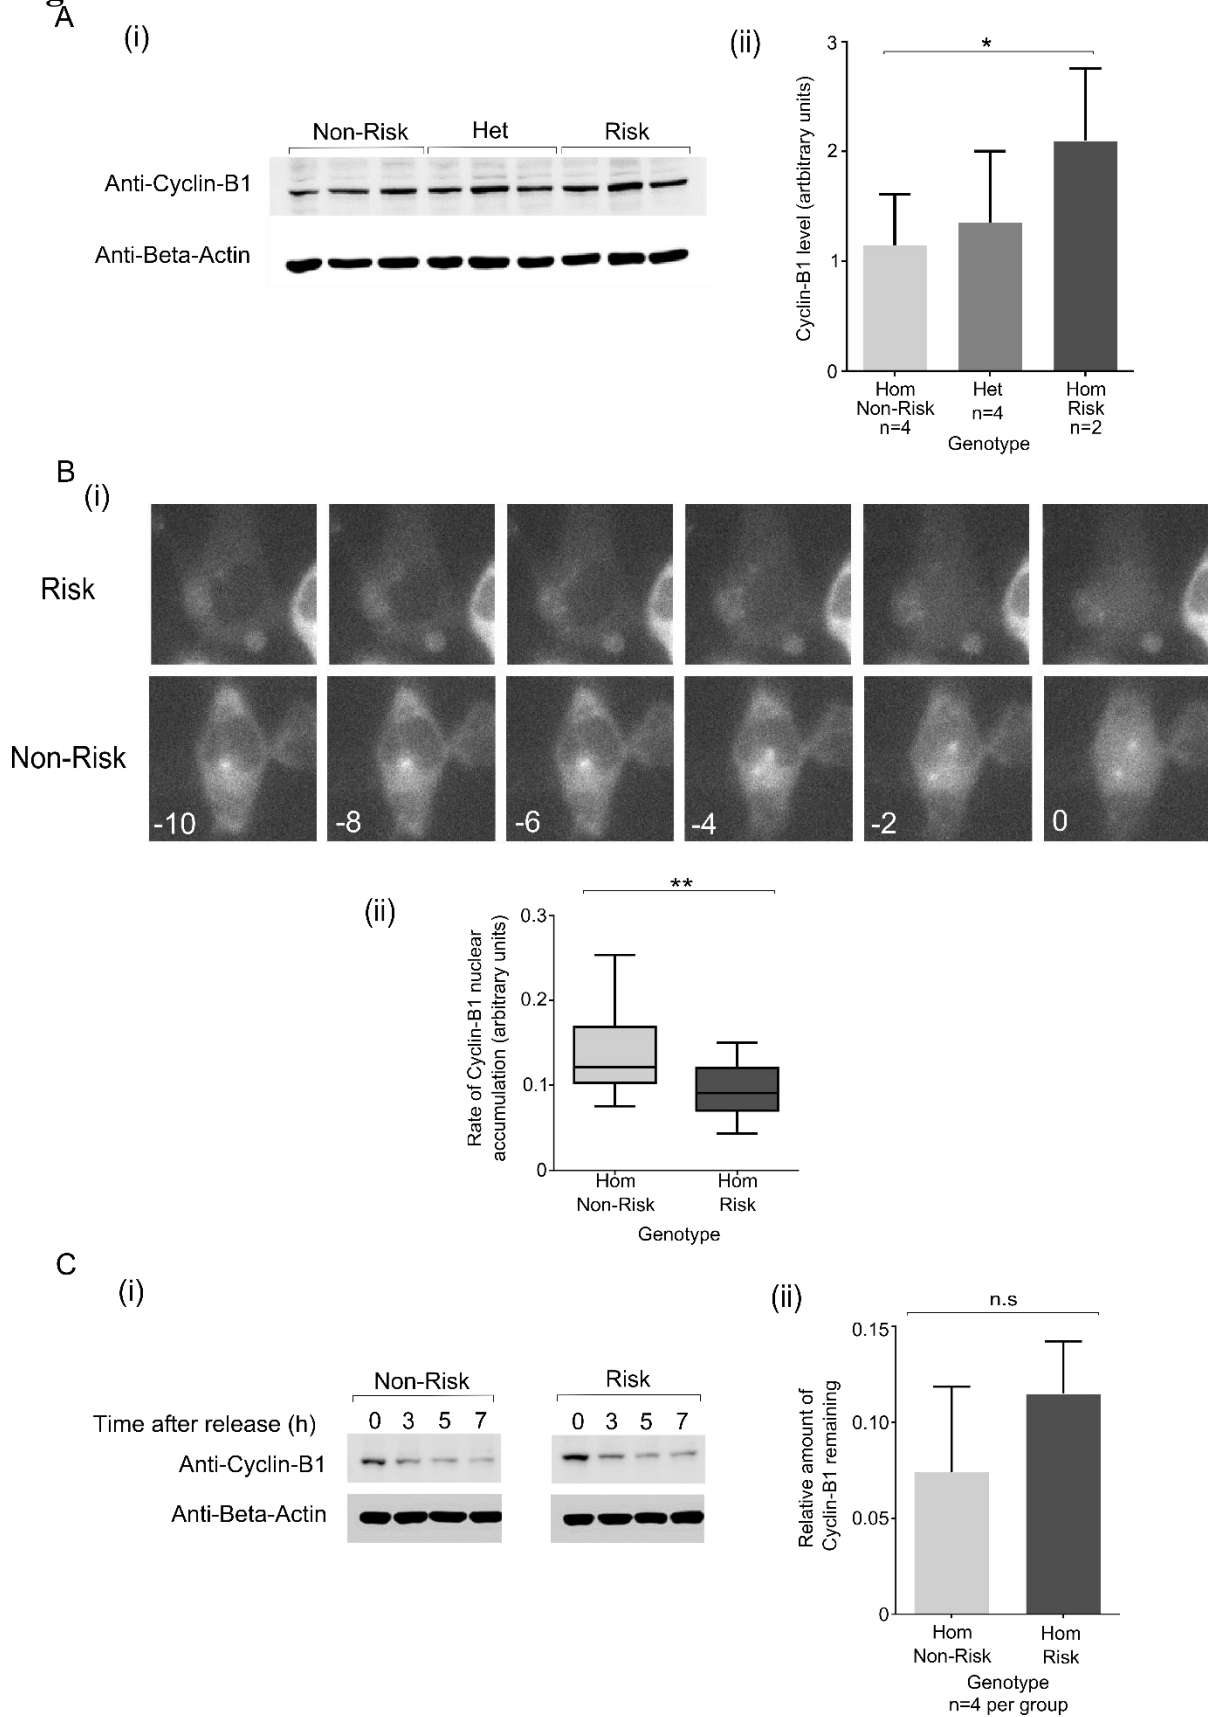 A
(i)
Non-Risk Het Risk
Anti-Cyclin-B1
Anti-Beta-Actin
(ii)
3
*
2
1
0
Cyclin-B1 level (artbitrary units)
Hom
Non-Risk
n=4
Het
n=4
Hom
Risk
n=2
Genotype
B
(i)
Risk
Non-Risk
-10 -8 -6 -4 -2 0
(ii)
**
0.3
0.2
0.1
0
Rate of Cyclin-B1 nuclear
accumulation (arbitrary units)
Hom
Non-Risk
Hom
Risk
Genotype
C
(i)
Non-Risk Risk
Time after release (h) 0 3 5 7 0 3 5 7
Anti-Cyclin-B1
Anti-Beta-Actin
(ii)
n.s
0.15
0.10
0.05
0
Relative amount of
Cyclin-B1 remaining
Hom
Non-Risk
Hom
Risk
Genotype
n=4 per group